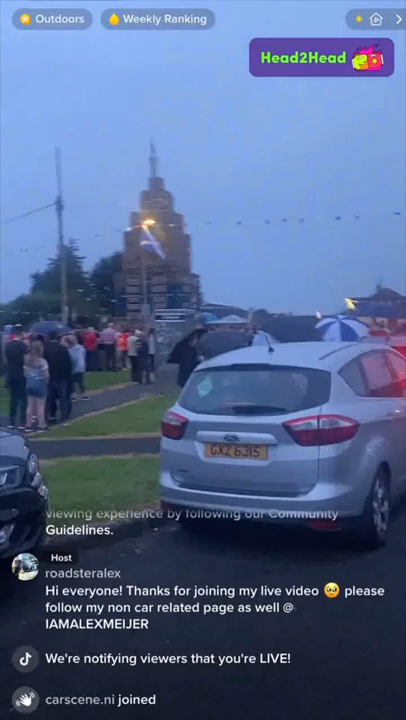 Outdoors
Weekly Ranking
Head2Head
GXZ 6315
viewing experience by following our Community
Guidelines.
Host
roadsteralex
Hi everyone! Thanks for joining my live video 🥹 please
follow my non car related page as well @
IAMALEXMEIJER
We're notifying viewers that you're LIVE!
carscene.ni joined